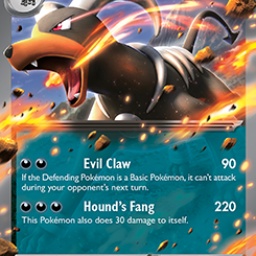 Evil Claw 90
If the Defending Pokémon is a Basic Pokémon, it can't attack
during your opponent's next turn.
Hound's Fang 220
This Pokémon also does 30 damage to itself.